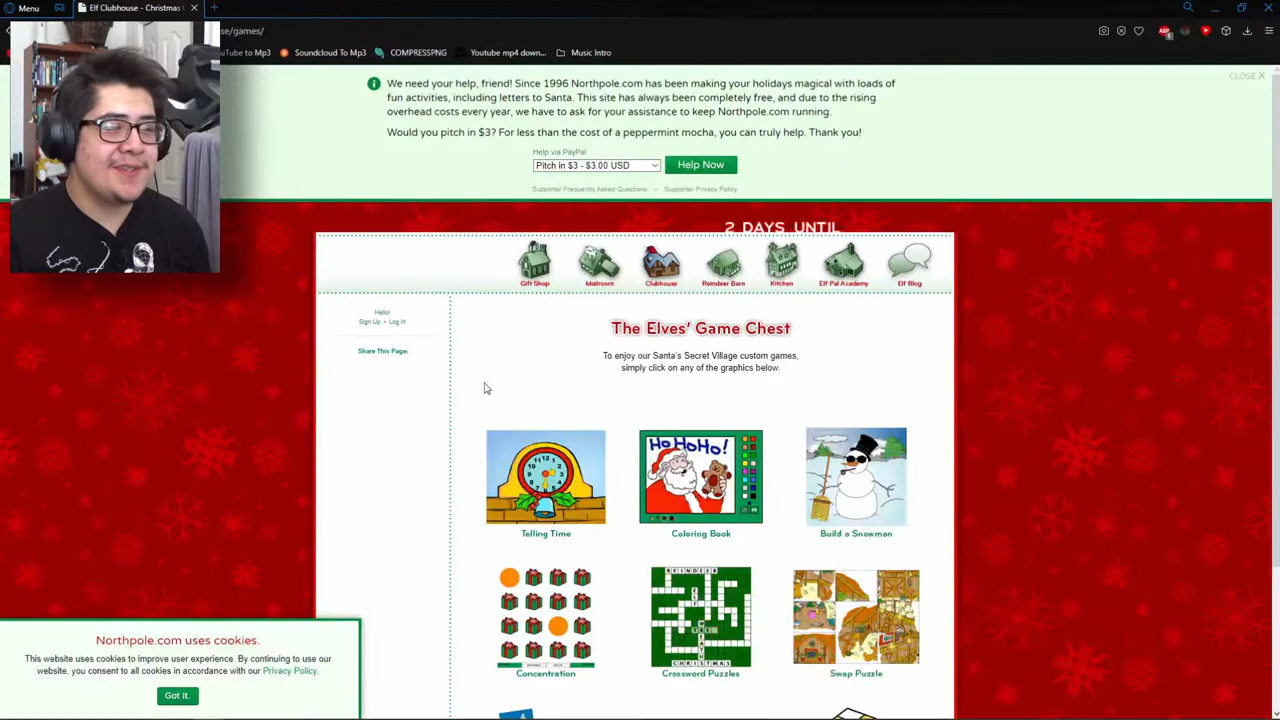 Menu
Elf Clubhouse - Christmas
se/games/
ouTube to Mp3
Soundcloud To Mp3
COMPRESSPNG
Youtube mp4 down...
Music Intro
CLOSE X
We need your help, friend! Since 1996 Northpole.com has been making your holidays magical with loads of
fun activities, including letters to Santa. This site has always been completely free, and due to the rising
overhead costs every year, we have to ask for your assistance to keep Northpole.com running.
Would you pitch in $3? For less than the cost of a peppermint mocha, you can truly help. Thank you!
Help via PayPal
Pitch in $3 - $3.00 USD
Help Now
Supporter Frequently Asked Questions - Supporter Privacy Policy
2 DAYS UNTIL
Gift Shop
Mailroom
Clubhouse
Reindeer Barn
Kitchen
Elf Pal Academy
Elf Blog
Hello!
Sign Up • Log In
Share This Page:
The Elves' Game Chest
To enjoy our Santa's Secret Village custom games,
simply click on any of the graphics below.
HoHoHo!
Telling Time
Coloring Book
Build a Snowman
REINDEER
CHRISTMAS
Concentration
Crossword Puzzles
Swap Puzzle
Northpole.com uses cookies.
This website uses cookies to improve user experience. By continuing to use our
website, you consent to all cookies in accordance with our Privacy Policy.
Got it.
4